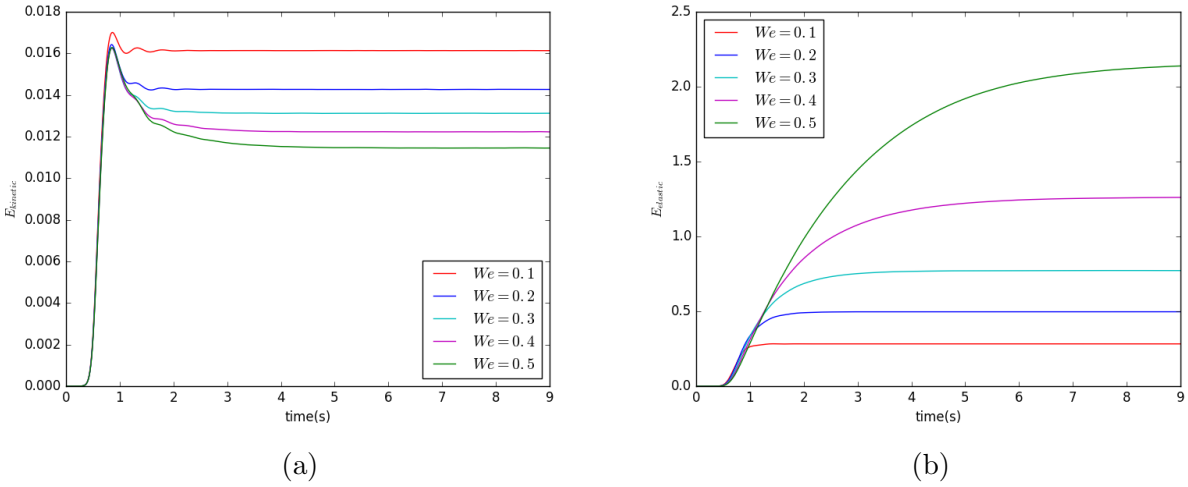 0.018
0.016
0.014
0.012
0.010
0.008
0.006
0.004
0.002
0.000
E_{kinetic}
0 1 2 3 4 5 6 7 8 9
time(s)
We = 0.1
We = 0.2
We = 0.3
We = 0.4
We = 0.5
(a)
2.5
2.0
1.5
1.0
0.5
0.0
E_{elastic}
0 1 2 3 4 5 6 7 8 9
time(s)
We = 0.1
We = 0.2
We = 0.3
We = 0.4
We = 0.5
(b)